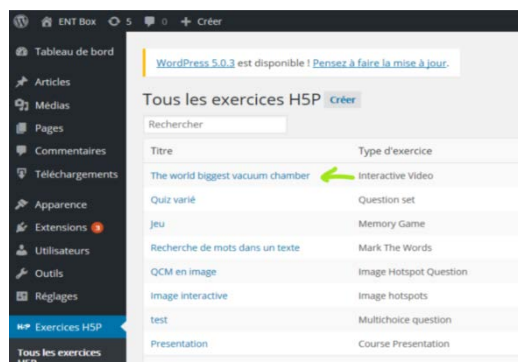 ENT Box 5 0 + Créer
Tableau de bord
Articles
Médias
Pages
Commentaires
Téléchargements
Apparence
Extensions 3
Utilisateurs
Outils
Réglages
H5P Exercices H5P
Tous les exercices
H5P
WordPress 5.0.3 est disponible ! Pensez à faire la mise à jour.
Tous les exercices H5P Créer
Rechercher
Titre Type d'exercice
The world biggest vacuum chamber Interactive Video
Quiz varié Question set
Jeu Memory Game
Recherche de mots dans un texte Mark The Words
QCM en image Image Hotspot Question
Image interactive Image hotspots
test Multichoice question
Presentation Course Presentation